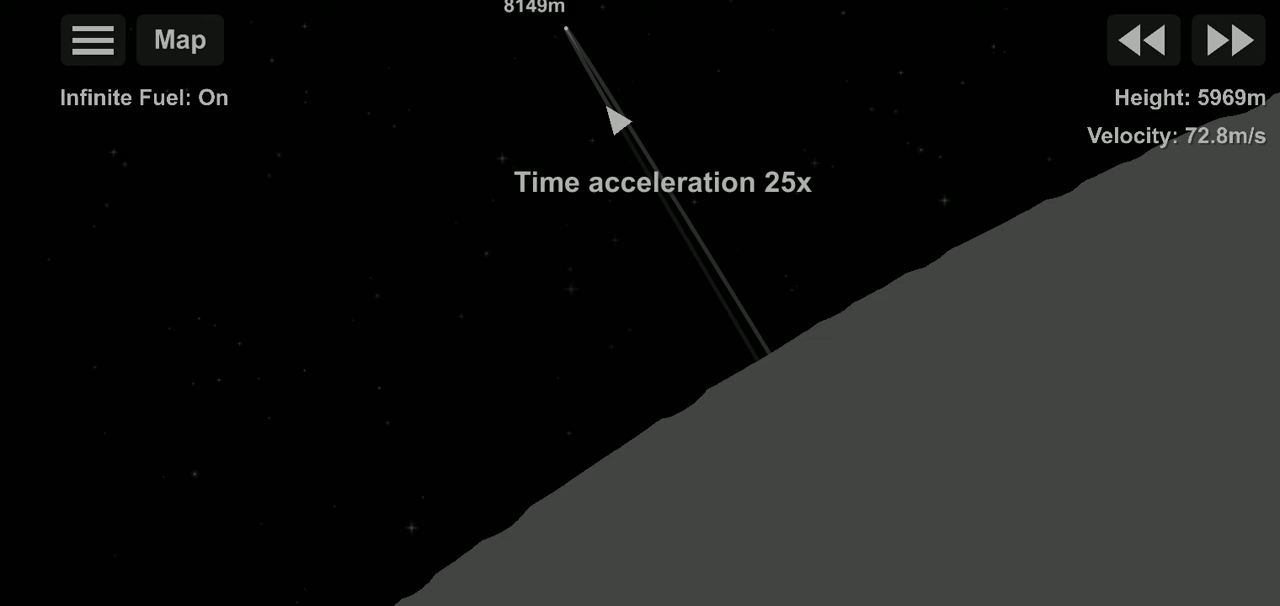 8149m
Map
Infinite Fuel: On
Height: 5969m
Velocity: 72.8m/s
Time acceleration 25x